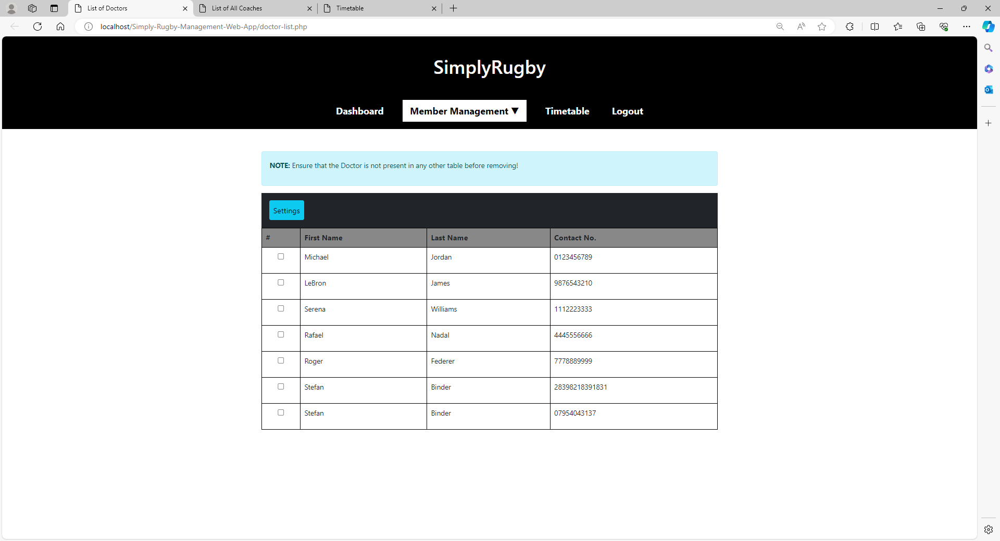 List of Doctors
List of All Coaches
Timetable
localhost/Simply-Rugby-Management-Web-App/doctor-list.php
SimplyRugby
Dashboard Member Management ▼ Timetable Logout
NOTE: Ensure that the Doctor is not present in any other table before removing!
Settings
# First Name Last Name Contact No.
Michael Jordan 0123456789
LeBron James 9876543210
Serena Williams 1112223333
Rafael Nadal 4445556666
Roger Federer 7778889999
Stefan Binder 28398218391831
Stefan Binder 07954043137